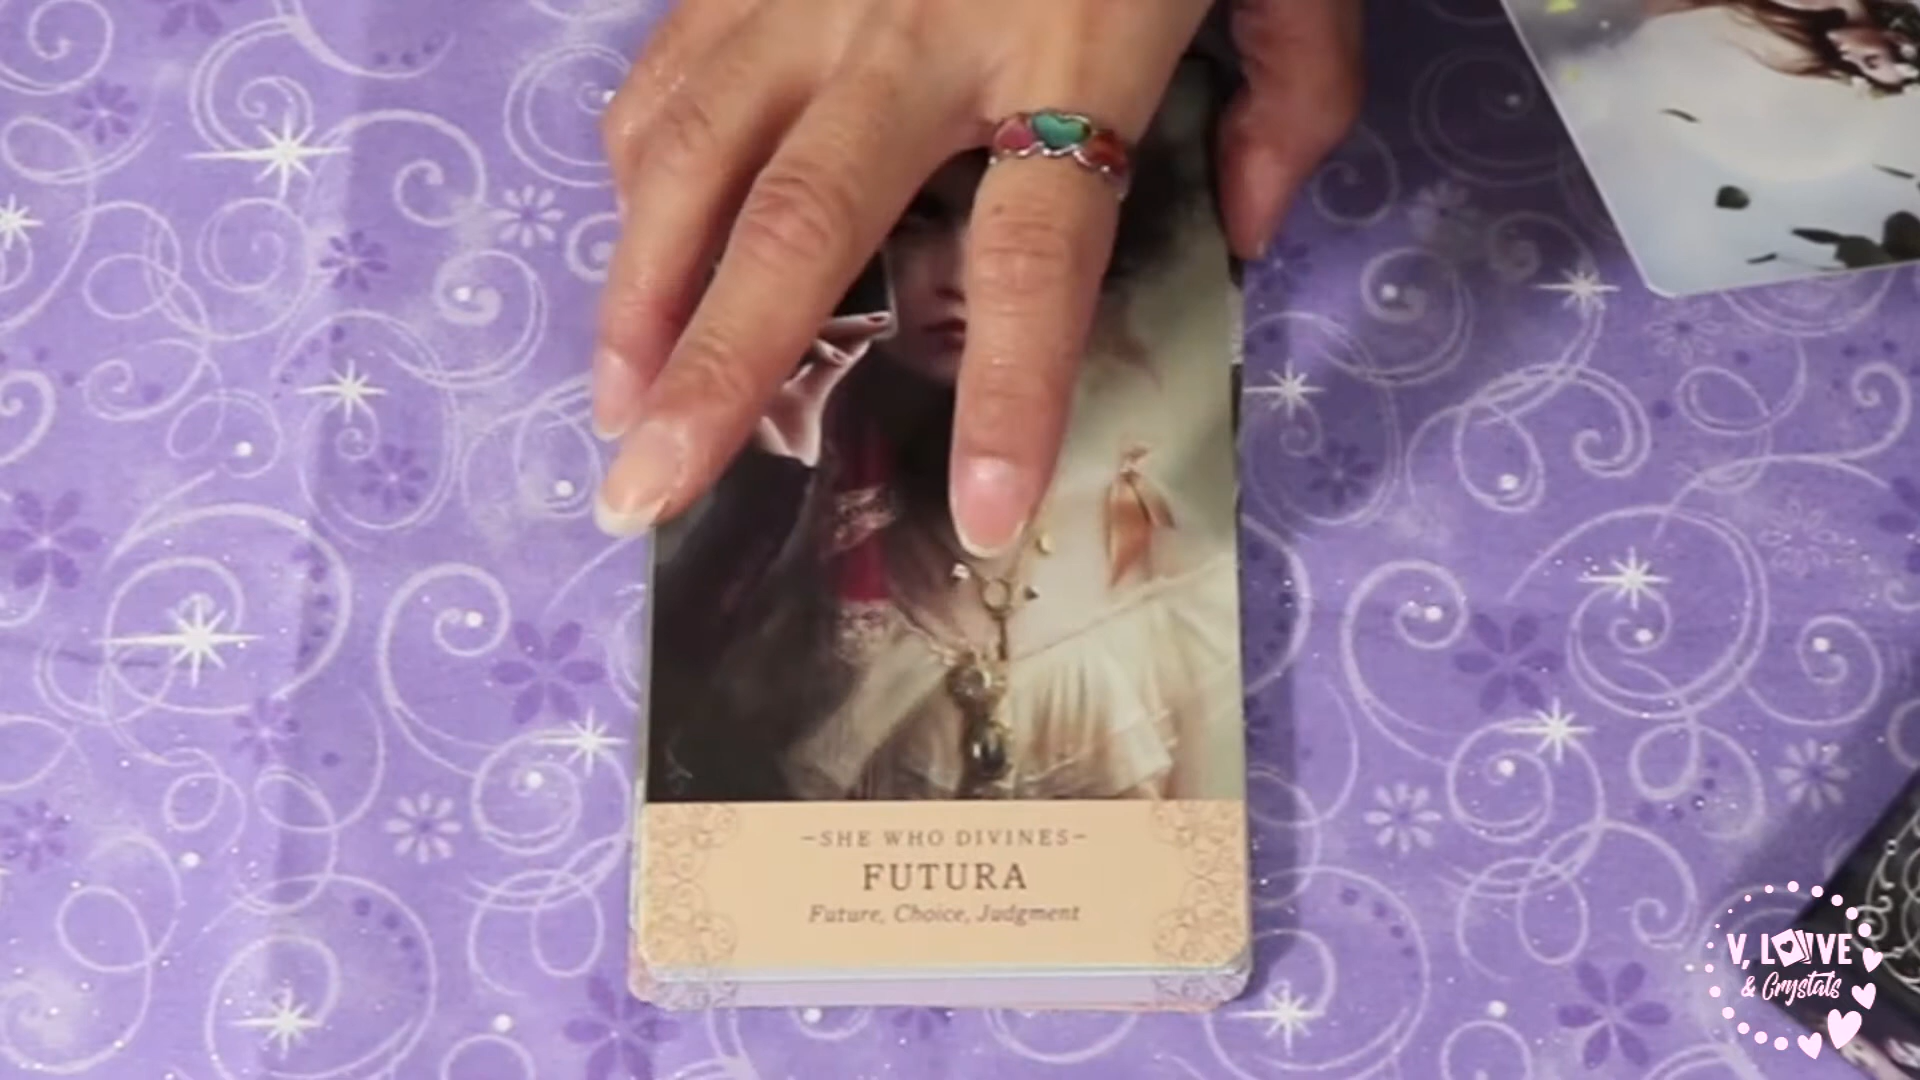 –SHE WHO DIVINES–
FUTURA
Future, Choice, Judgment
V, LOVE
& Crystals